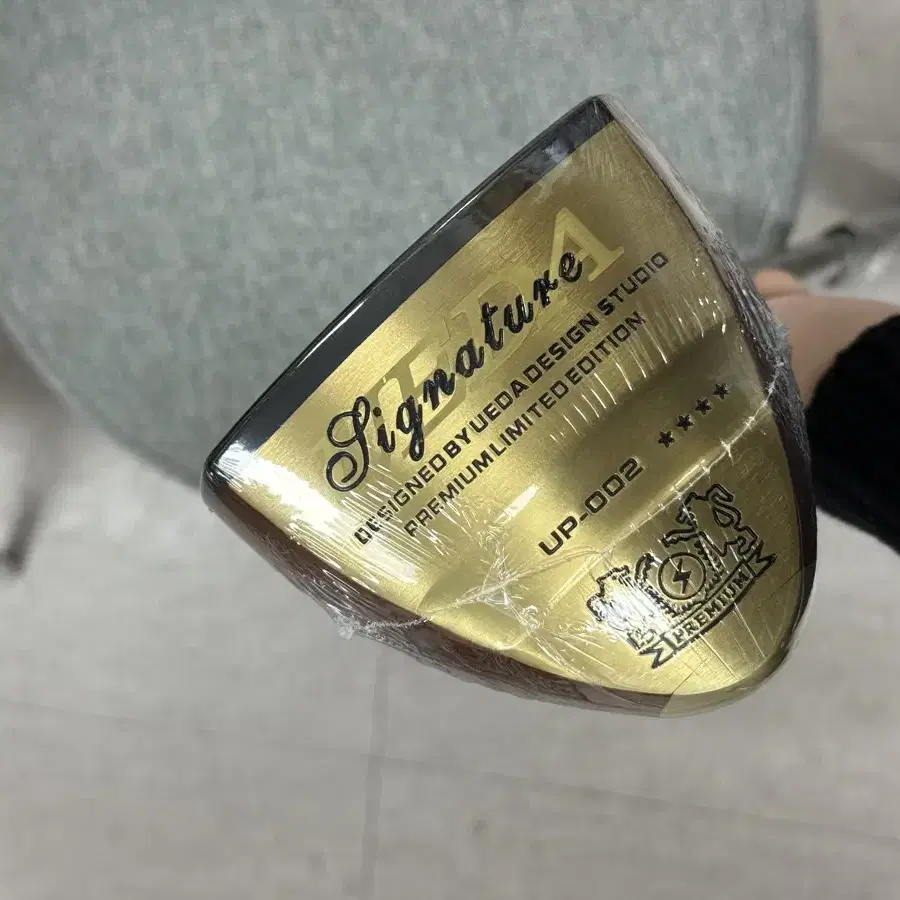 UEDA
Signature
DESIGNED BY UEDA DESIGN STUDIO
PREMIUM LIMITED EDITION
UP-002 ★★★★
PREMIUM